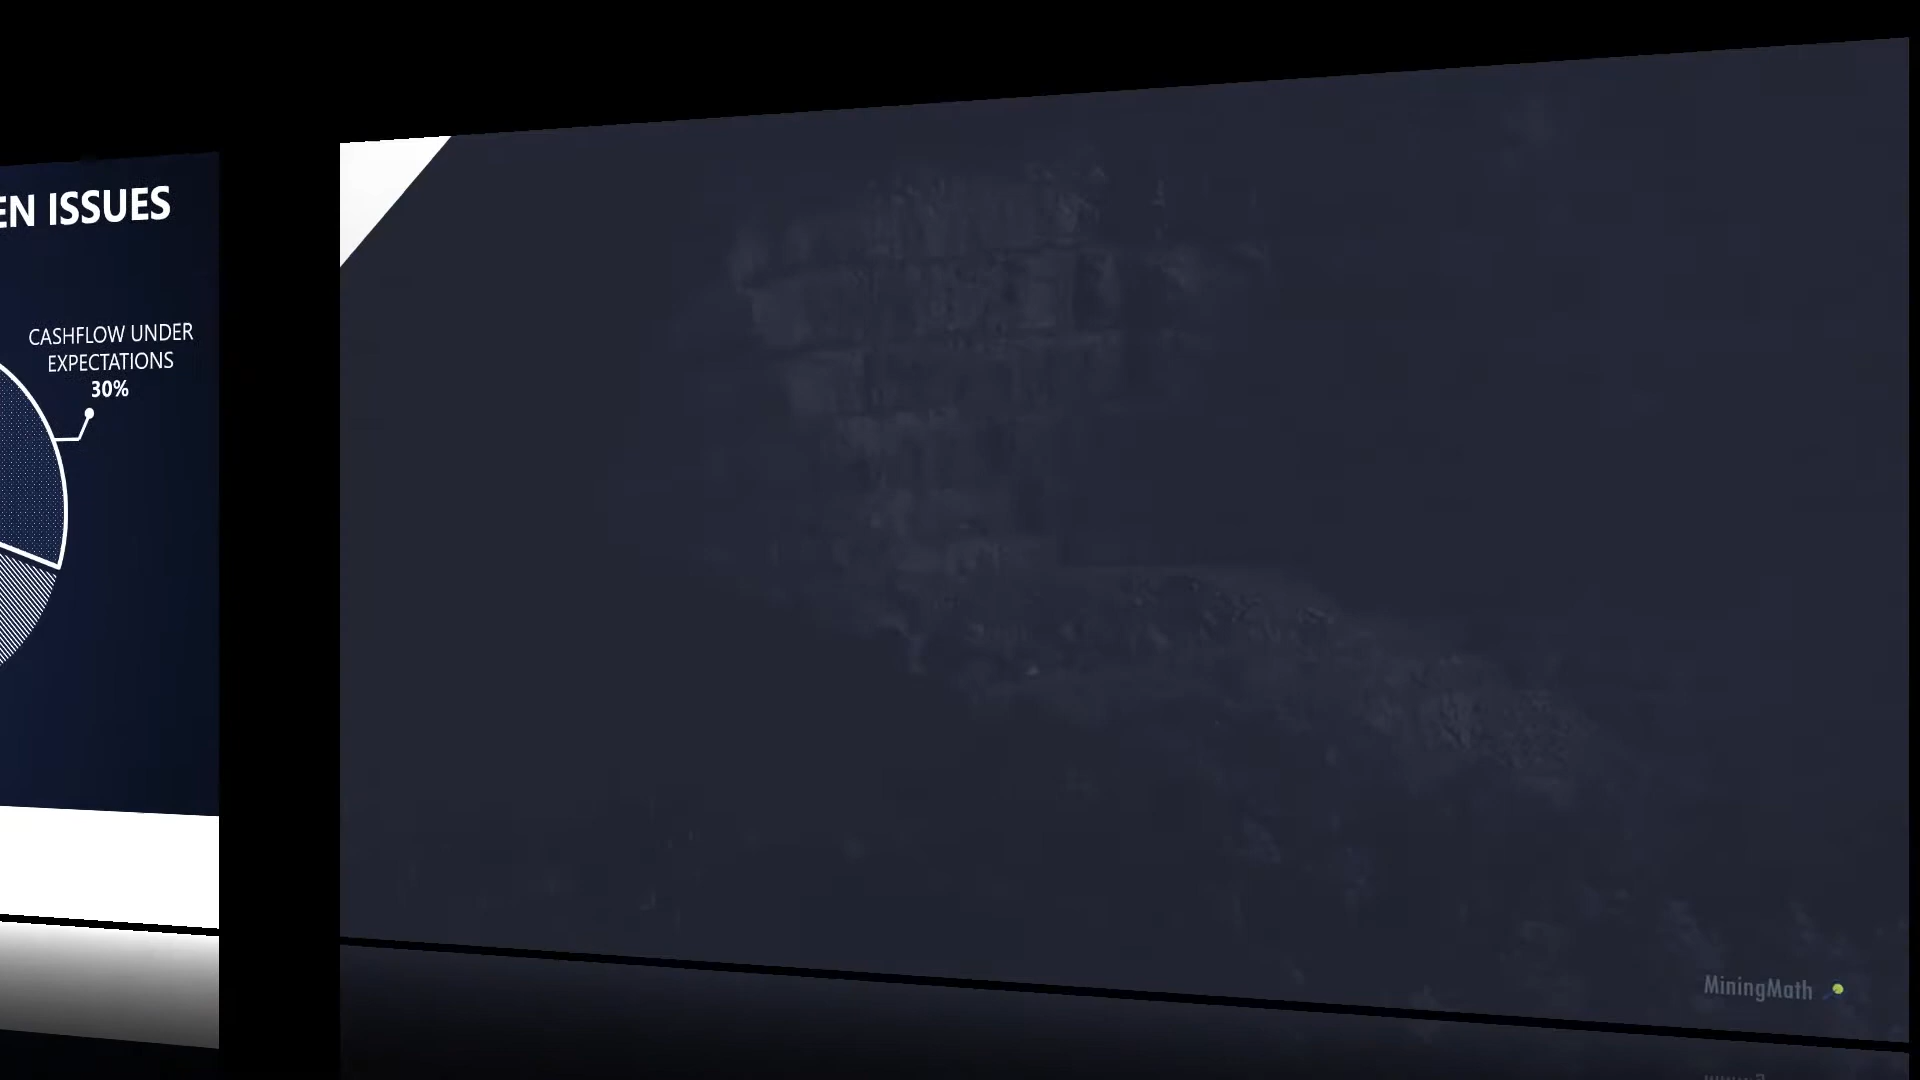 EN ISSUES
CASHFLOW UNDER
EXPECTATIONS
30%
MiningMath